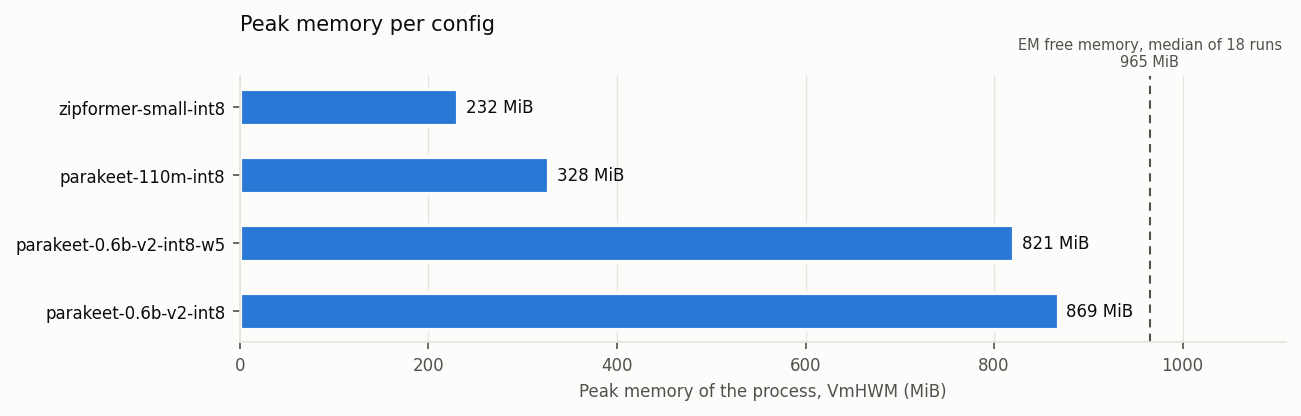 Peak memory per config
EM free memory, median of 18 runs
965 MiB
zipformer-small-int8
232 MiB
parakeet-110m-int8
328 MiB
parakeet-0.6b-v2-int8-w5
821 MiB
parakeet-0.6b-v2-int8
869 MiB
0
200
400
600
800
1000
Peak memory of the process, VmHWM (MiB)